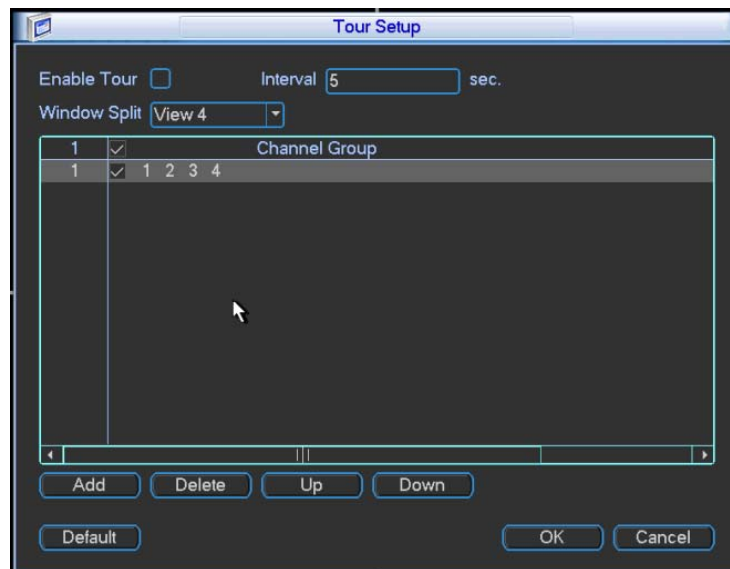 Tour Setup
Enable Tour Interval 5 sec.
Window Split View 4
1 Channel Group
1 1 2 3 4
Add Delete Up Down
Default OK Cancel